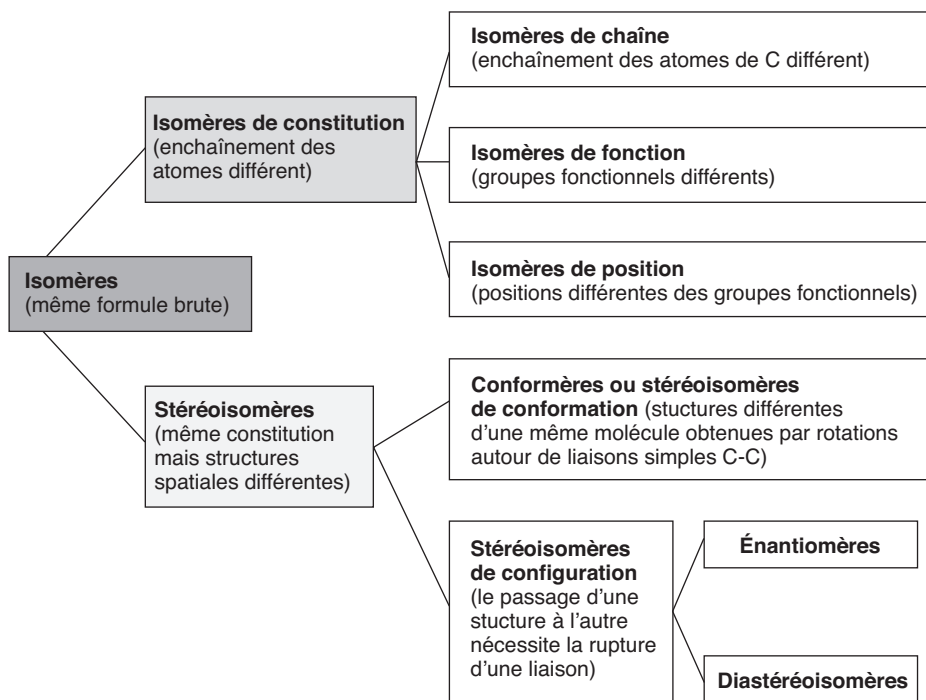 Isomères de chaîne
(enchaînement des atomes de C différent)
Isomères de constitution
(enchaînement des
atomes différent)
Isomères de fonction
(groupes fonctionnels différents)
Isomères de position
(positions différentes des groupes fonctionnels)
Isomères
(même formule brute)
Stéréoisomères
(même constitution
mais structures
spatiales différentes)
Conformères ou stéréoisomères
de conformation (stuctures différentes
d'une même molécule obtenues par rotations
autour de liaisons simples C-C)
Stéréoisomères
de configuration
(le passage d'une
stucture à l'autre
nécessite la rupture
d'une liaison)
Énantiomères
Diastéréoisomères